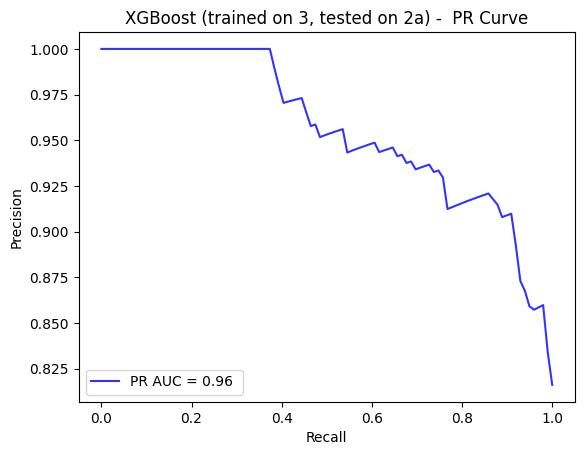 XGBoost (trained on 3, tested on 2a) -  PR Curve
Precision
1.000
0.975
0.950
0.925
0.900
0.875
0.850
0.825
PR AUC = 0.96
0.0 0.2 0.4 0.6 0.8 1.0
Recall